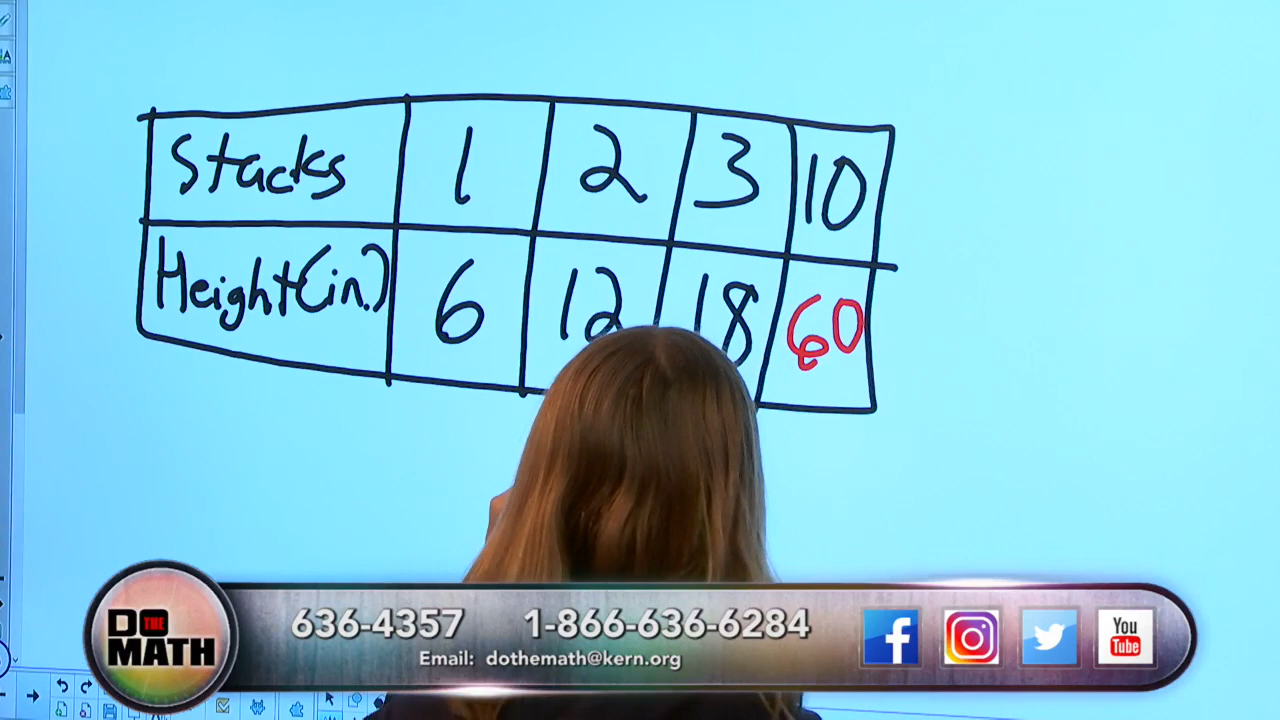 Stacks 1 2 3 10
Height (in.) 6 12 18 60
DO THE MATH
636-4357 1-866-636-6284
Email: dothemath@kern.org
f
You Tube